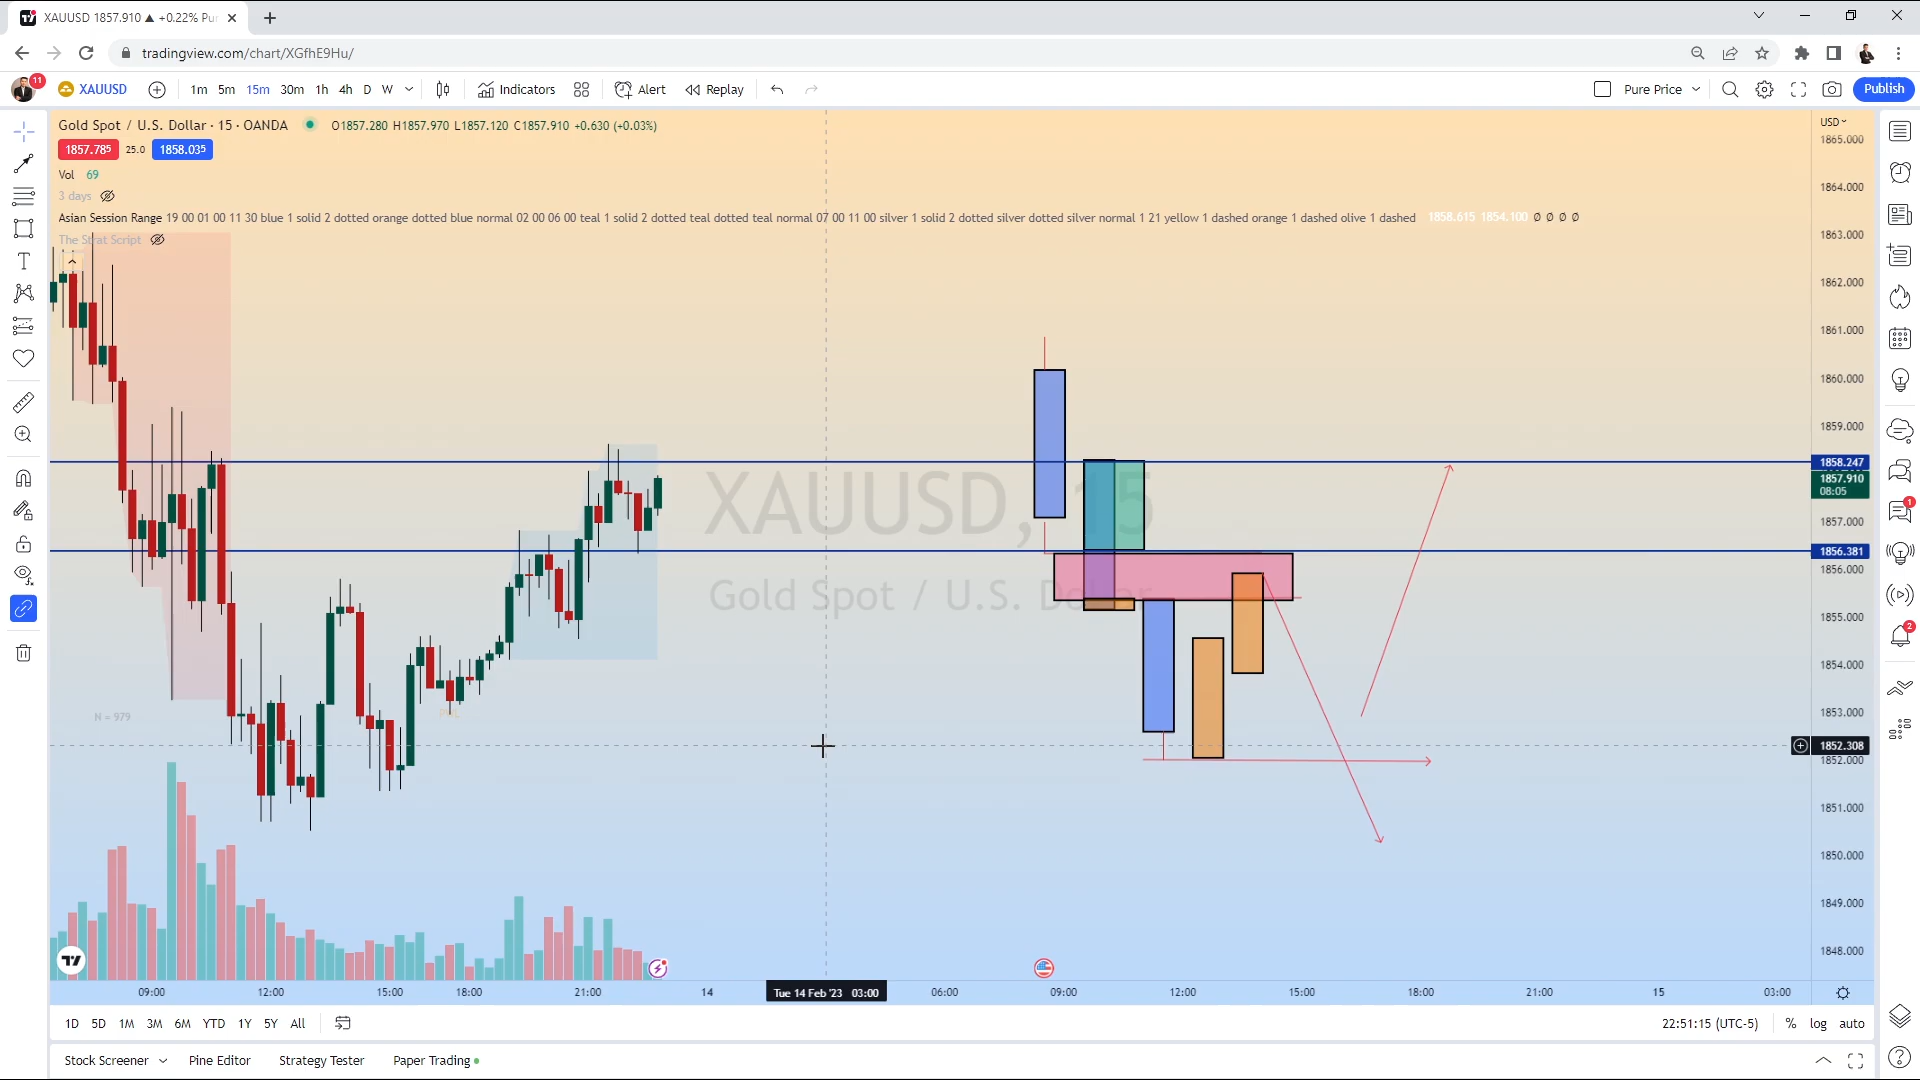 XAUUSD 1857.910 ▲ +0.22% Pur
tradingview.com/chart/XGfhE9Hu/
11
XAUUSD 1m 5m 15m 30m 1h 4h D W Indicators Alert Replay Pure Price Publish
Gold Spot / U.S. Dollar · 15 · OANDA O1857.280 H1857.970 L1857.120 C1857.910 +0.630 (+0.03%)
1857.785 25.0 1858.035
Vol 69
3 days
Asian Session Range 19 00 01 00 11 30 blue 1 solid 2 dotted orange dotted blue normal 02 00 06 00 teal 1 solid 2 dotted teal dotted teal normal 07 00 11 00 silver 1 solid 2 dotted silver dotted silver normal 1 21 yellow 1 dashed orange 1 dashed olive 1 dashed 1858.615 1854.100 Ø Ø Ø Ø
The Strat Script
XAUUSD, 15
Gold Spot / U.S. Dollar
N = 979
USD
1865.000
1864.000
1863.000
1862.000
1861.000
1860.000
1859.000
1858.247
1857.910
08:05
1857.000
1856.381
1856.000
1855.000
1854.000
1853.000
1852.308
1852.000
1851.000
1850.000
1849.000
1848.000
1
2
09:00 12:00 15:00 18:00 21:00 14 Tue 14 Feb '23 03:00 06:00 09:00 12:00 15:00 18:00 21:00 15 03:00
1D 5D 1M 3M 6M YTD 1Y 5Y All 22:51:15 (UTC-5) % log auto
Stock Screener Pine Editor Strategy Tester Paper Trading